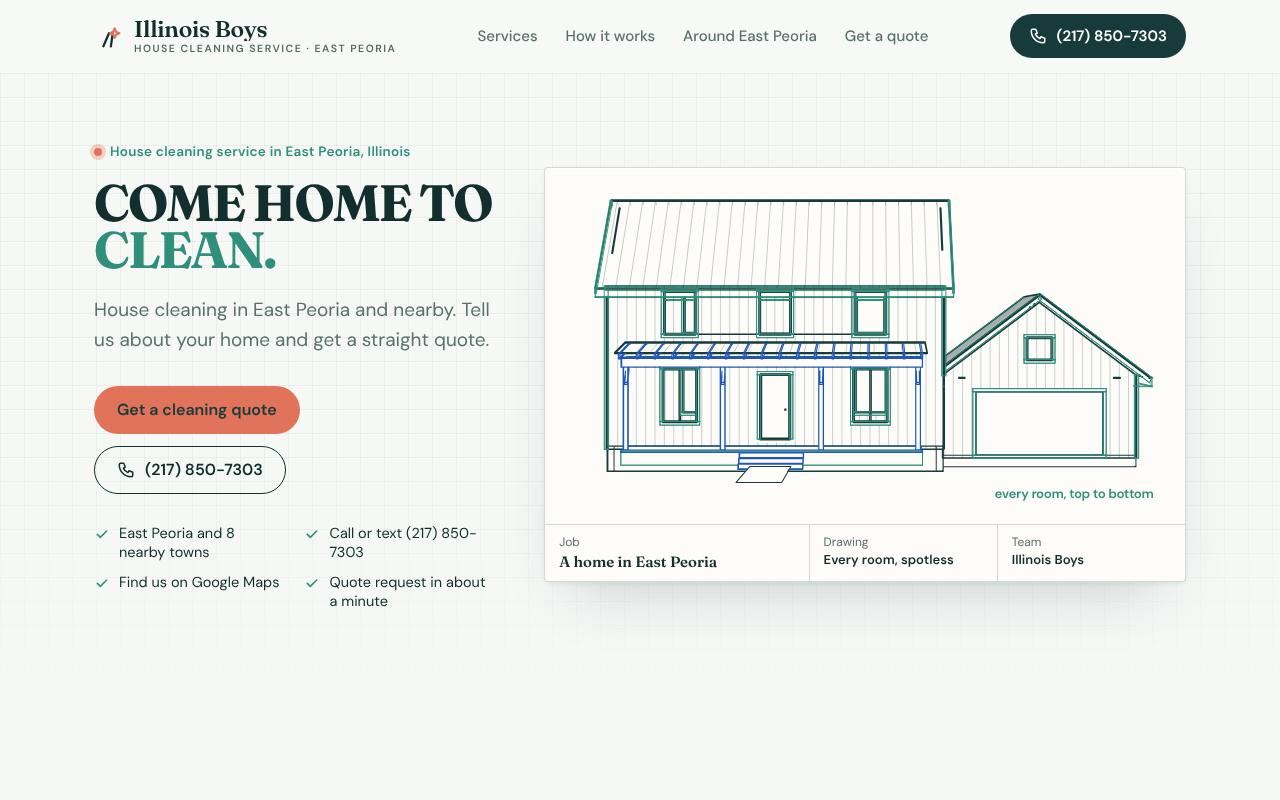 Illinois Boys
HOUSE CLEANING SERVICE · EAST PEORIA
Services
How it works
Around East Peoria
Get a quote
(217) 850-7303
House cleaning service in East Peoria, Illinois
COME HOME TO
CLEAN.
House cleaning in East Peoria and nearby. Tell
us about your home and get a straight quote.
Get a cleaning quote
(217) 850-7303
East Peoria and 8
nearby towns
Call or text (217) 850-
7303
Find us on Google Maps
Quote request in about
a minute
every room, top to bottom
Job
A home in East Peoria
Drawing
Every room, spotless
Team
Illinois Boys